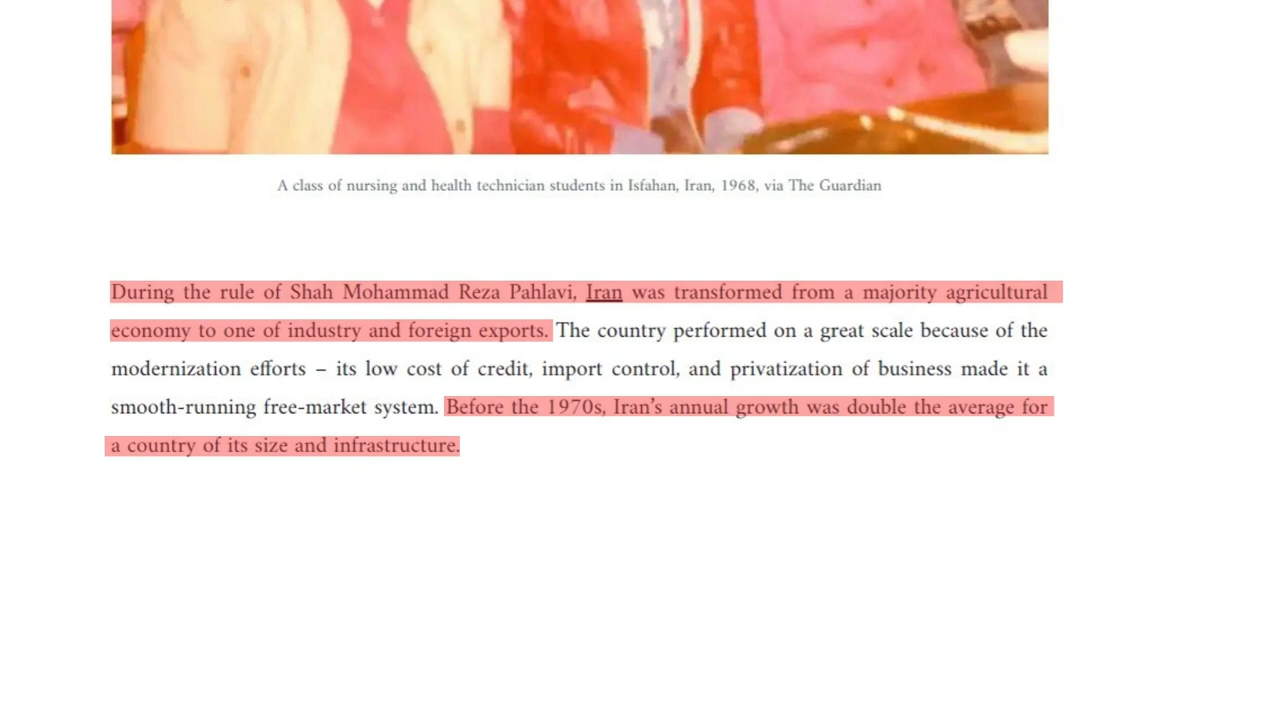 A class of nursing and health technician students in Isfahan, Iran, 1968, via The Guardian
During the rule of Shah Mohammad Reza Pahlavi, Iran was transformed from a majority agricultural
economy to one of industry and foreign exports. The country performed on a great scale because of the
modernization efforts – its low cost of credit, import control, and privatization of business made it a
smooth-running free-market system. Before the 1970s, Iran’s annual growth was double the average for
a country of its size and infrastructure.